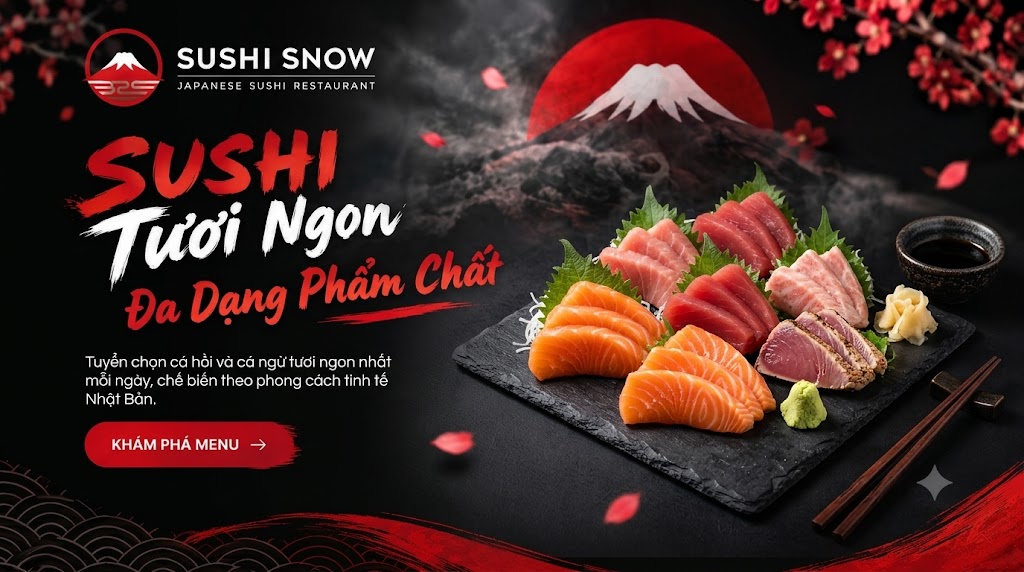 SUSHI SNOW
JAPANESE SUSHI RESTAURANT
SUSHI
Tươi Ngon
Đa Dạng Phẩm Chất
Tuyển chọn cá hồi và cá ngừ tươi ngon nhất
mỗi ngày, chế biến theo phong cách tinh tế
Nhật Bản.
KHÁM PHÁ MENU →